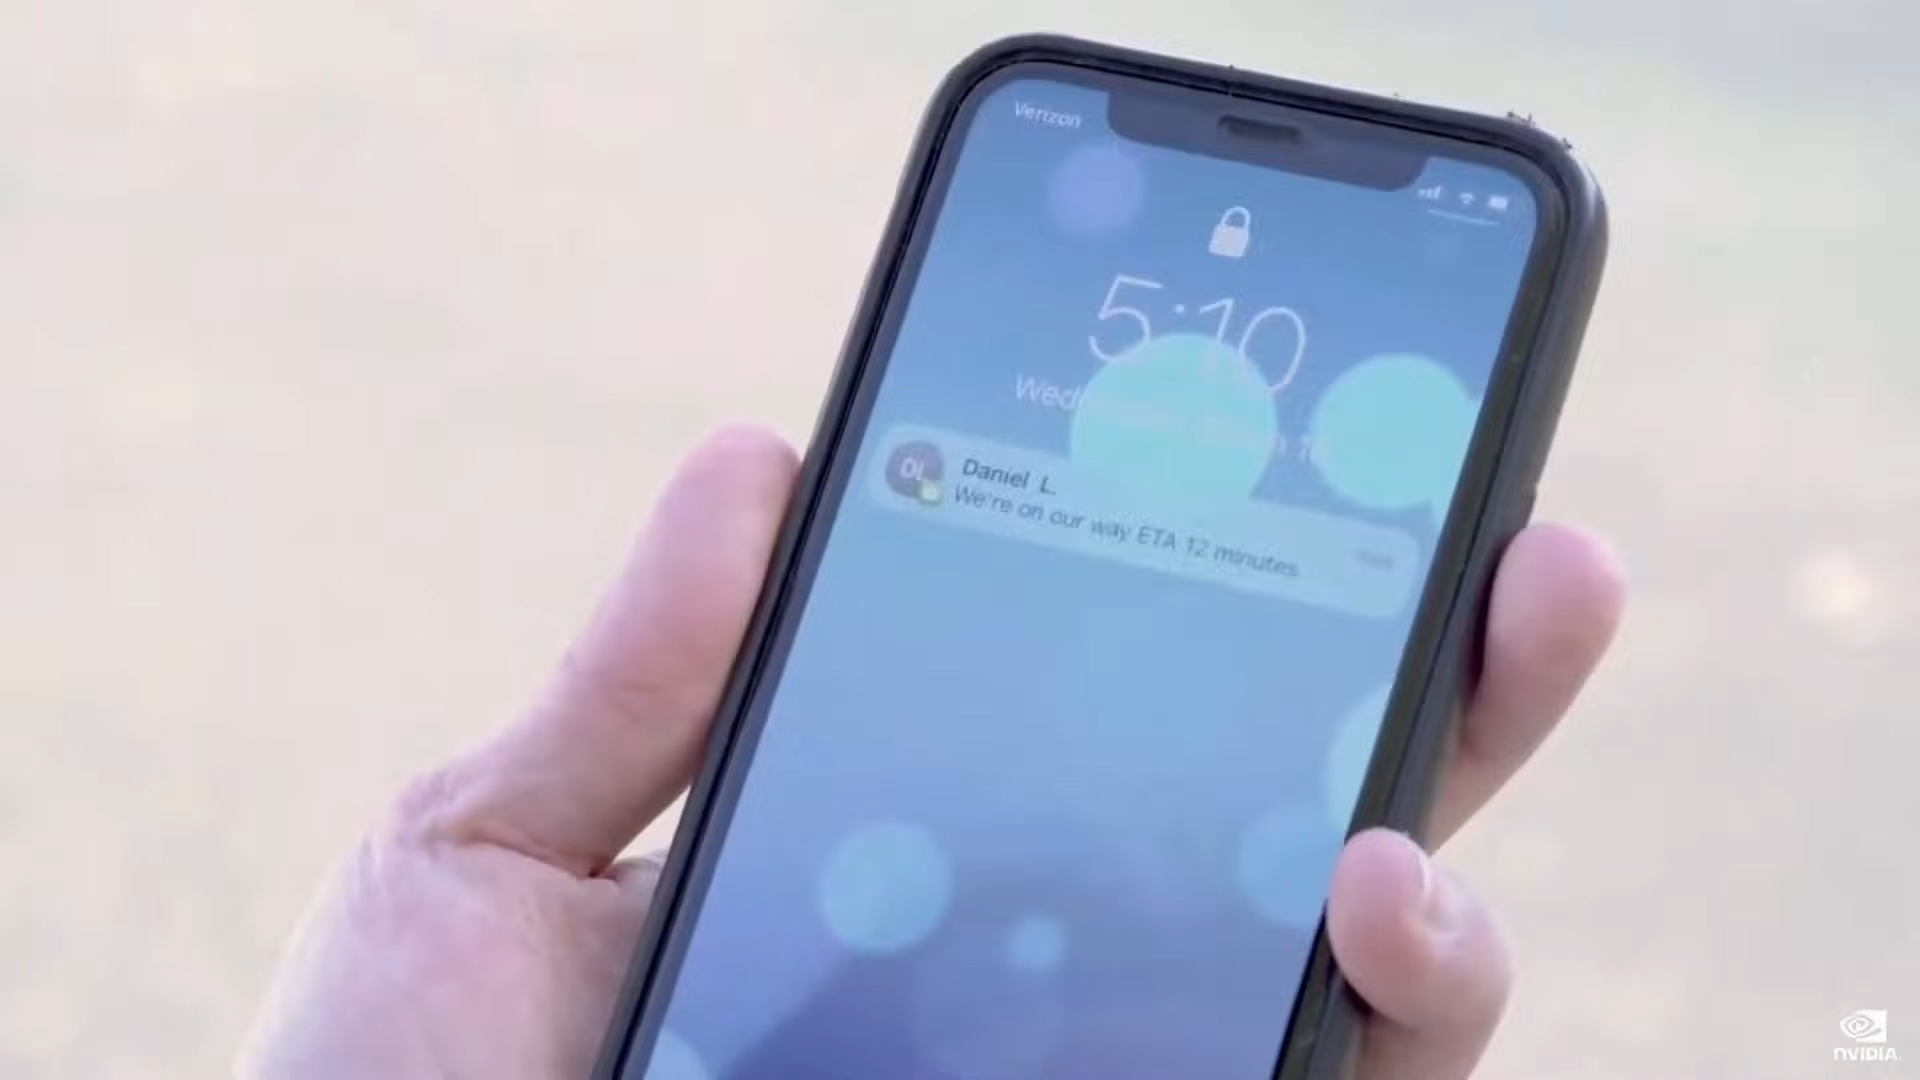 Verizon
5:10
Daniel L.
We're on our way ETA 12 minutes
NVIDIA.